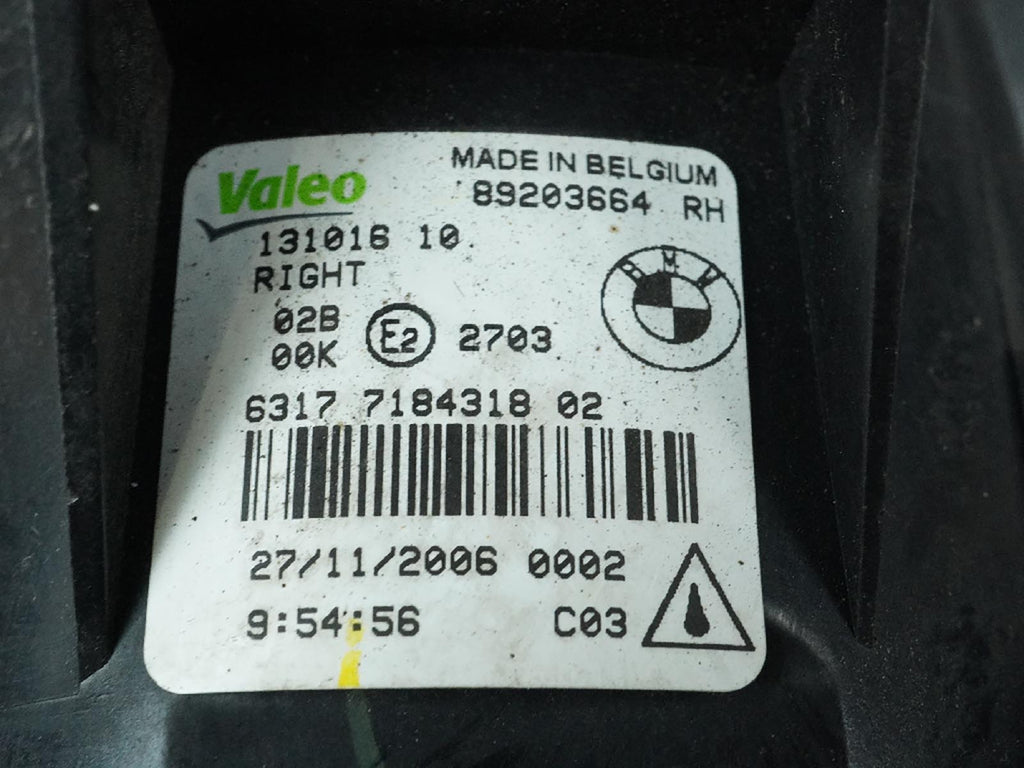 Valeo
MADE IN BELGIUM
89203664 RH
131016 10.
RIGHT
BMW
02B
00K
E2 2703
6317 7184318 02
27/11/2006 0002
9:54:56 C03